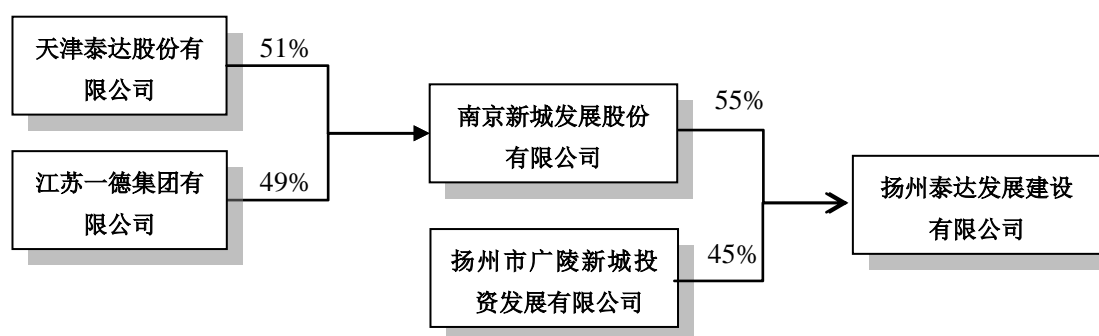 天津泰达股份有
限公司
51%
江苏一德集团有
限公司
49%
南京新城发展股份
有限公司
55%
扬州市广陵新城投
资发展有限公司
45%
扬州泰达发展建设
有限公司